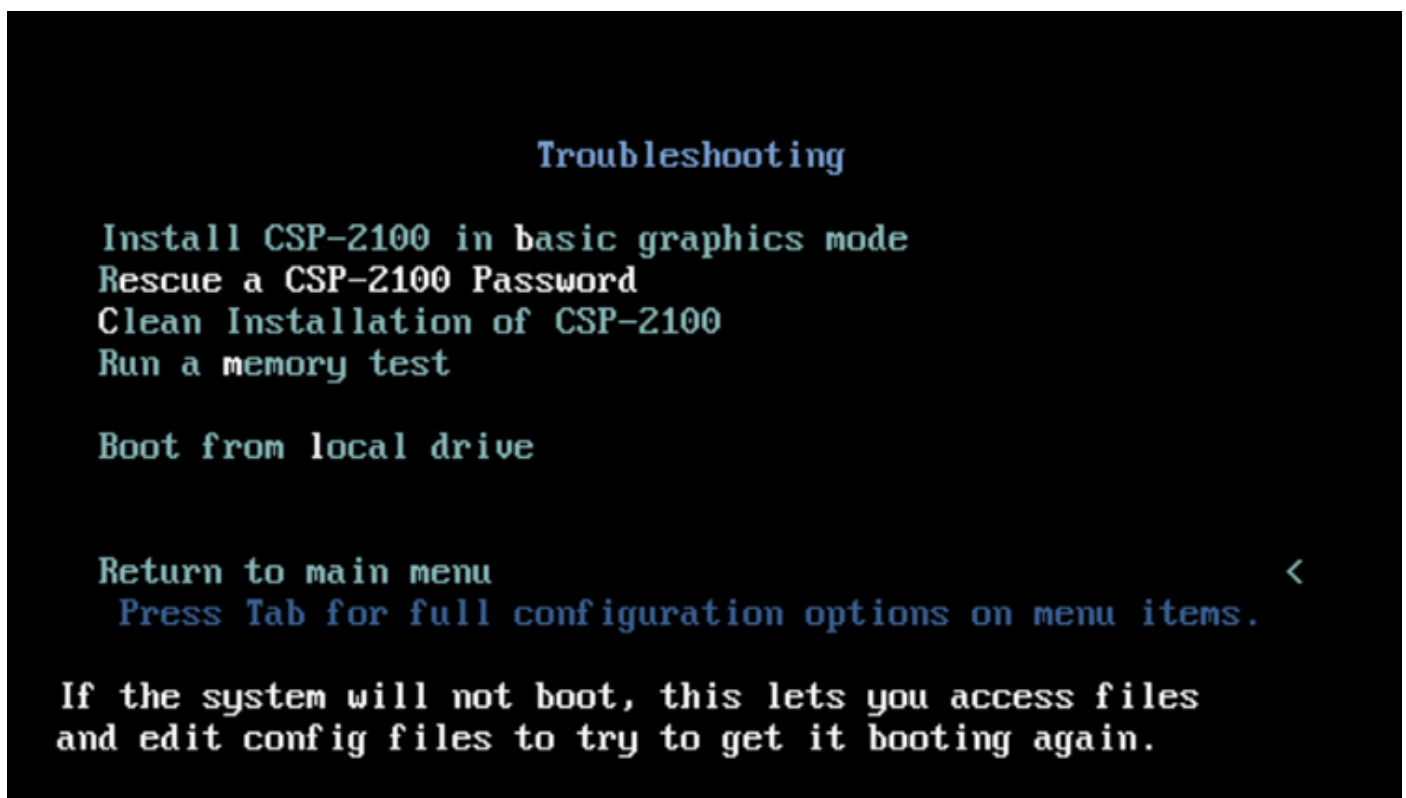 Troubleshooting
Install CSP-2100 in basic graphics mode
Rescue a CSP-2100 Password
Clean Installation of CSP-2100
Run a memory test
Boot from local drive
Return to main menu <
Press Tab for full configuration options on menu items.
If the system will not boot, this lets you access files
and edit config files to try to get it booting again.